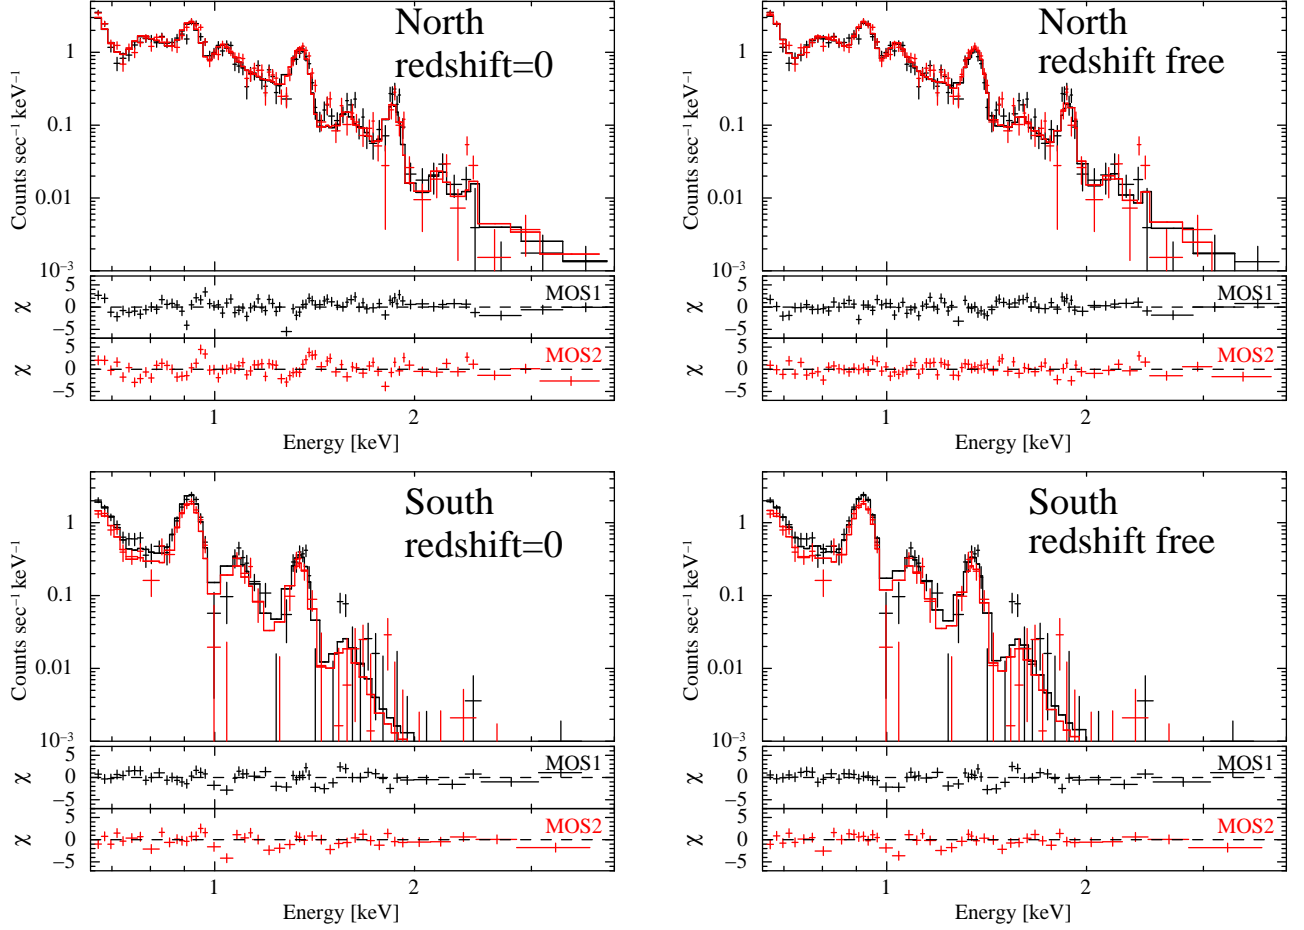 North
redshift=0
Counts sec⁻¹ keV⁻¹
1
0.1
0.01
10⁻³
χ
5
0
−5
MOS1
χ
5
0
−5
MOS2
1
2
Energy [keV]
North
redshift free
Counts sec⁻¹ keV⁻¹
1
0.1
0.01
10⁻³
χ
5
0
−5
MOS1
χ
5
0
−5
MOS2
1
2
Energy [keV]
South
redshift=0
Counts sec⁻¹ keV⁻¹
1
0.1
0.01
10⁻³
χ
5
0
−5
MOS1
χ
5
0
−5
MOS2
1
2
Energy [keV]
South
redshift free
Counts sec⁻¹ keV⁻¹
1
0.1
0.01
10⁻³
χ
5
0
−5
MOS1
χ
5
0
−5
MOS2
1
2
Energy [keV]